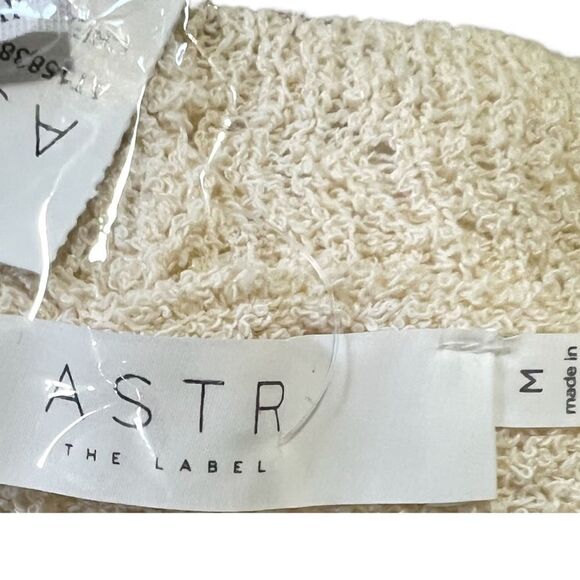 ASTR
THE LABEL
M
made in